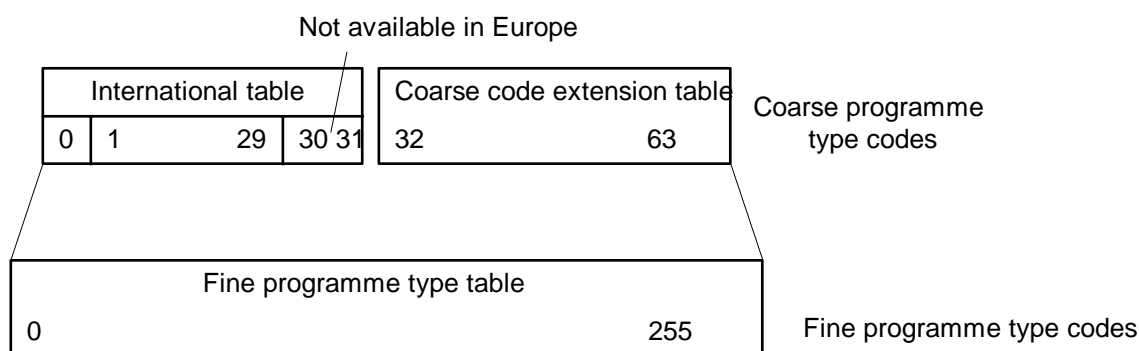 Not available in Europe
International table
Coarse code extension table
Coarse programme
type codes
0 1 29 30 31 32 63
Fine programme type table
0 255
Fine programme type codes